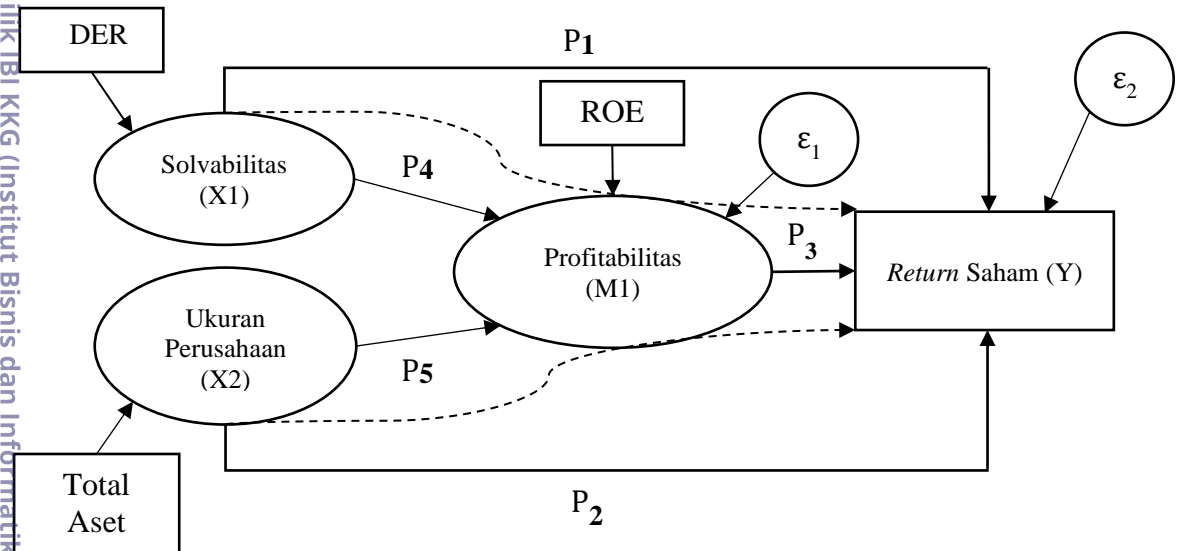 DER
P1
ε2
ROE
ε1
Solvabilitas
(X1)
P4
Profitabilitas
(M1)
P3
Return Saham (Y)
Ukuran
Perusahaan
(X2)
P5
Total
Aset
P2
ilik IBI KKG (Institut Bisnis dan Informatik